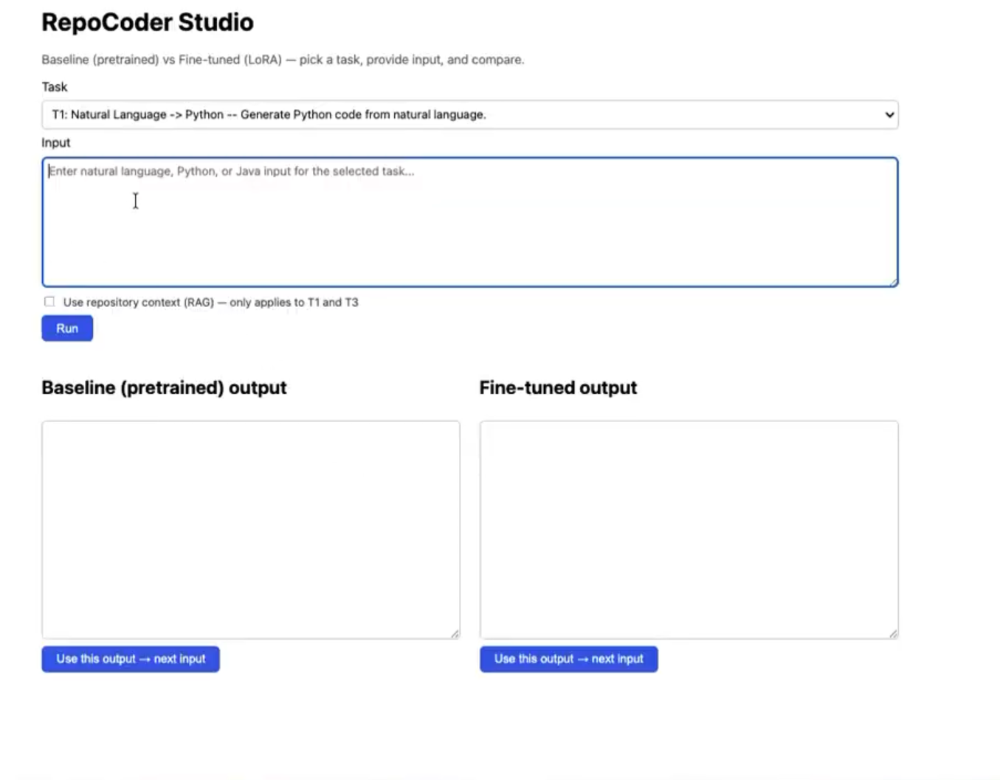 RepoCoder Studio
Baseline (pretrained) vs Fine-tuned (LoRA) — pick a task, provide input, and compare.
Task
T1: Natural Language -> Python -- Generate Python code from natural language.
Input
Enter natural language, Python, or Java input for the selected task...
Use repository context (RAG) — only applies to T1 and T3
Run
Baseline (pretrained) output
Fine-tuned output
Use this output → next input
Use this output → next input